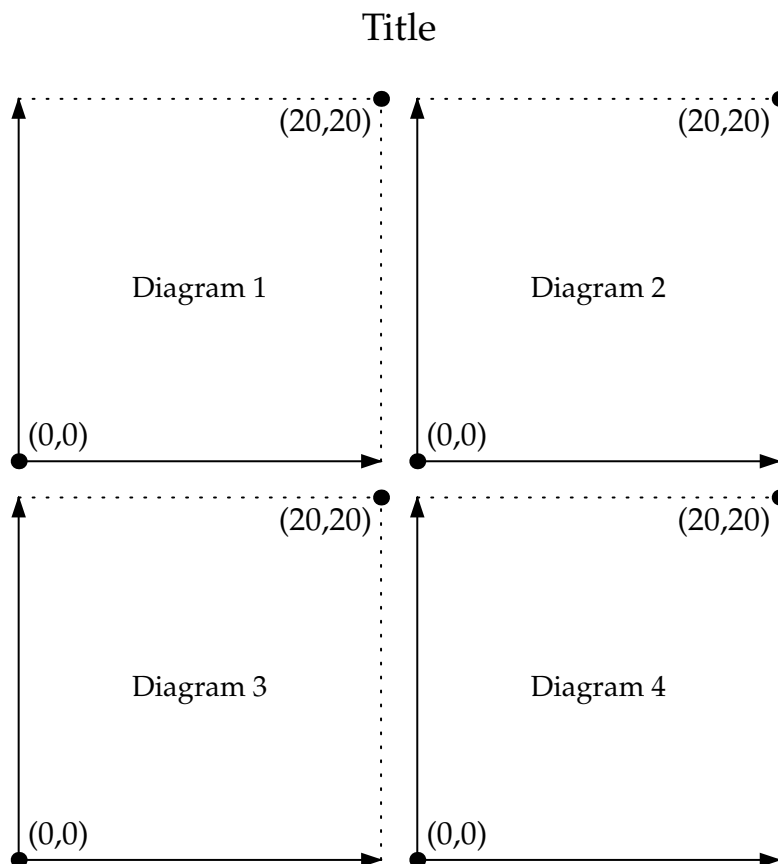 Title
(20,20) (20,20)
Diagram 1 Diagram 2
(0,0) (0,0)
(20,20) (20,20)
Diagram 3 Diagram 4
(0,0) (0,0)